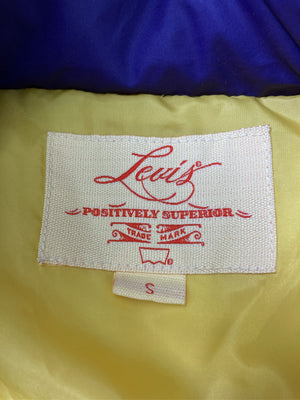 Levi's®
POSITIVELY SUPERIOR
TRADE MARK
®
S